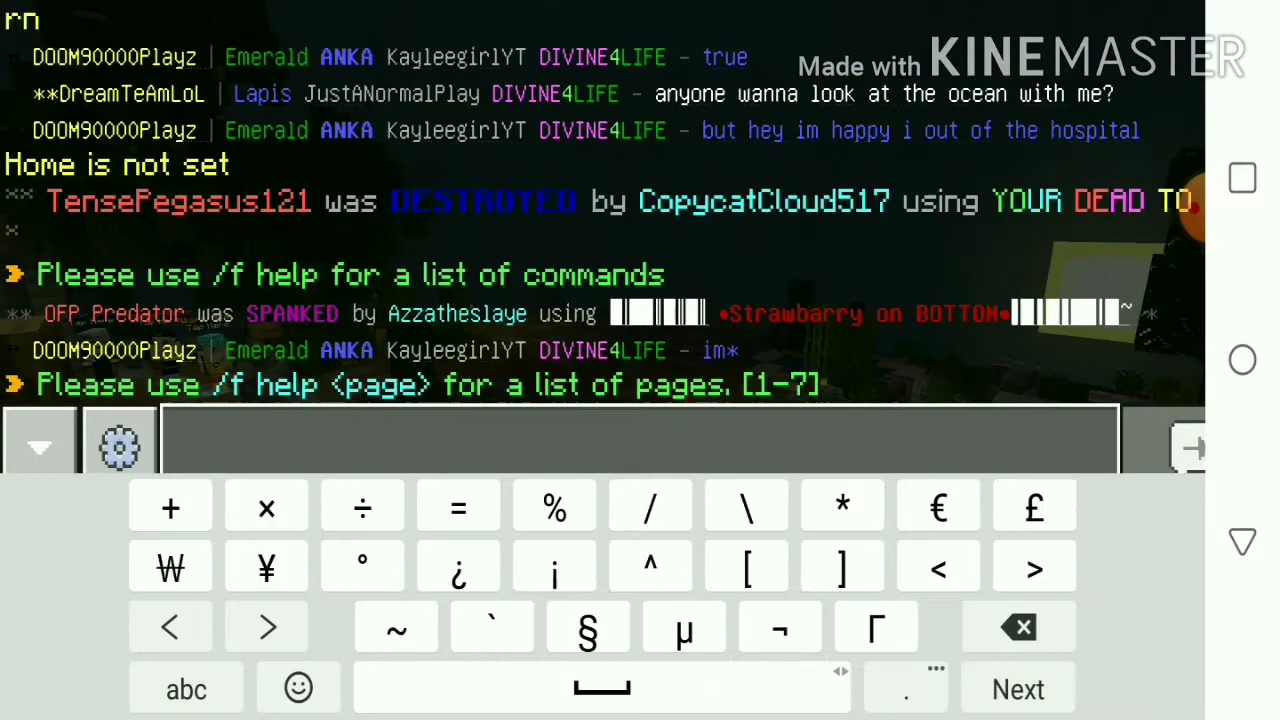 rn
DOOM90000Playz | Emerald ANKA KayleegirlYT DIVINE4LIFE - true
Made with KINEMASTER
**DreamTeAmLoL | Lapis JustANormalPlay DIVINE4LIFE - anyone wanna look at the ocean with me?
DOOM90000Playz | Emerald ANKA KayleegirlYT DIVINE4LIFE - but hey im happy i out of the hospital
Home is not set
** TensePegasus121 was DESTROYED by CopycatCloud517 using YOUR DEAD TO
*
Please use /f help for a list of commands
** OFP Predator was SPANKED by Azzatheslaye using •Strawbarry on BOTTOM• ~ *
DOOM90000Playz | Emerald ANKA KayleegirlYT DIVINE4LIFE - im*
Please use /f help <page> for a list of pages. [1-7]
+ × ÷ = % / \ * € £
₩ ¥ ° ¿ ¡ ^ [ ] < >
< > ~ ` § µ ¬ Γ
abc . Next